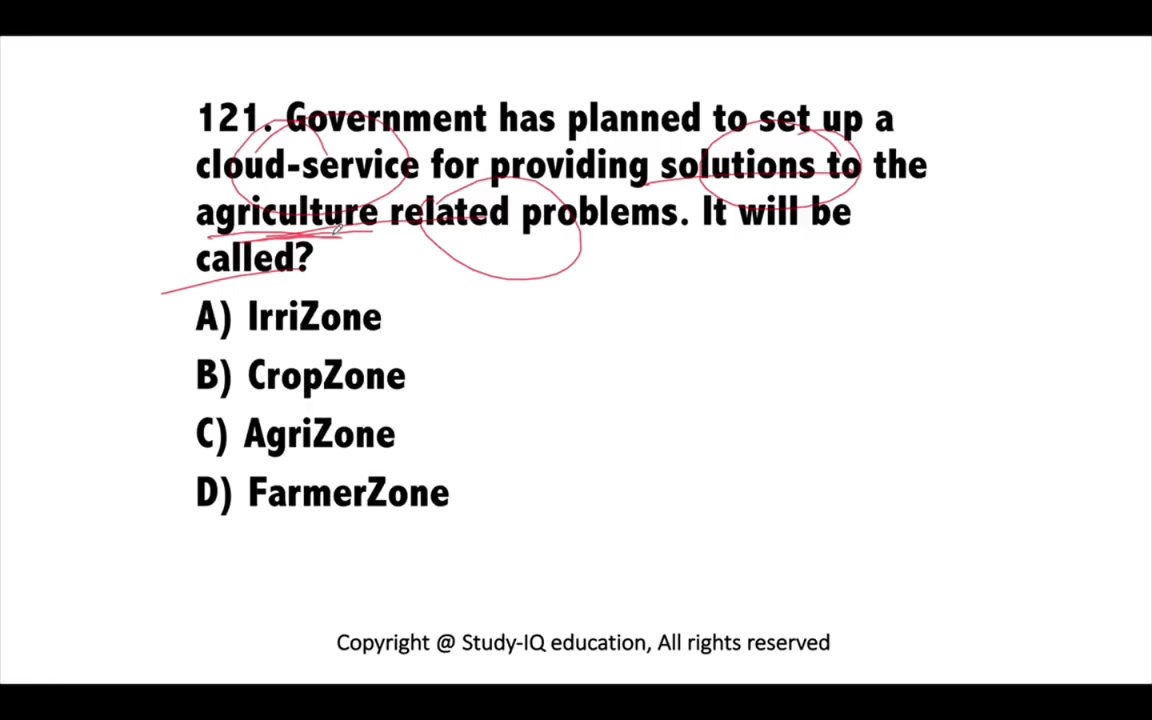 121. Government has planned to set up a
cloud-service for providing solutions to the
agriculture related problems. It will be
called?
A) IrriZone
B) CropZone
C) AgriZone
D) FarmerZone
Copyright @ Study-IQ education, All rights reserved